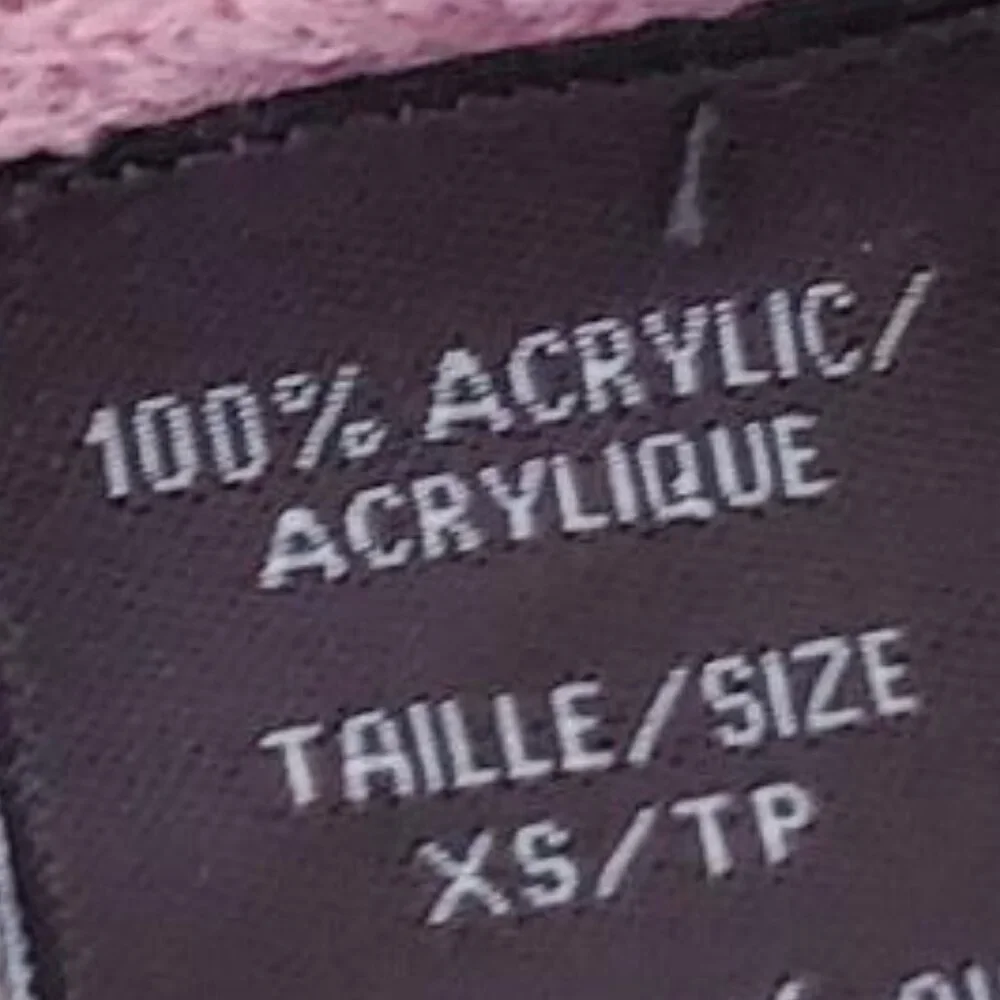 100% ACRYLIC/
ACRYLIQUE
TAILLE/SIZE
XS/TP